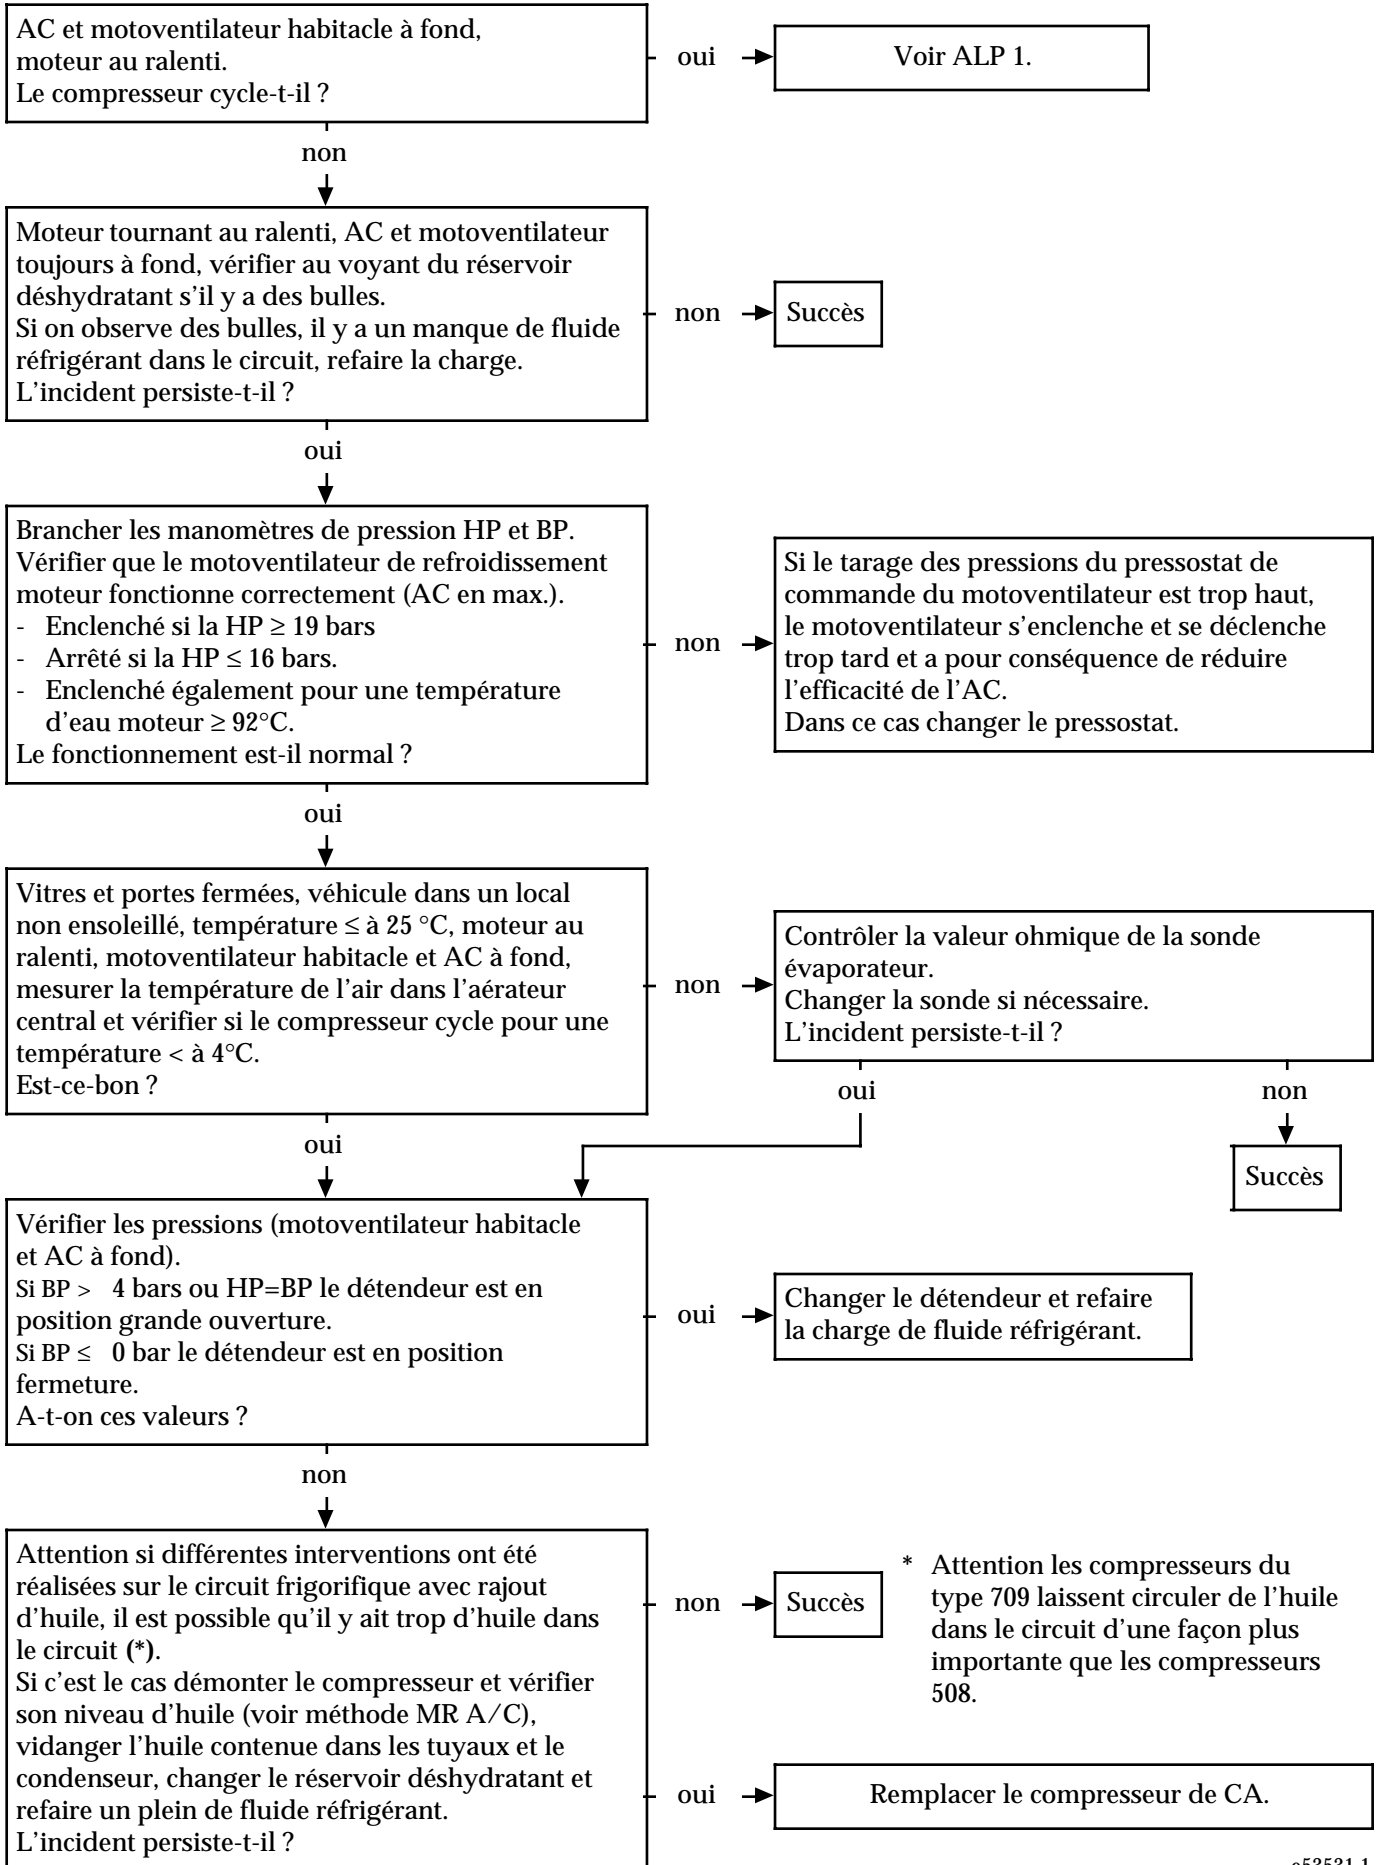 AC et motoventilateur habitacle à fond,
moteur au ralenti.
Le compresseur cycle-t-il ?
oui
Voir ALP 1.
non
Moteur tournant au ralenti, AC et motoventilateur
toujours à fond, vérifier au voyant du réservoir
déshydratant s'il y a des bulles.
Si on observe des bulles, il y a un manque de fluide
réfrigérant dans le circuit, refaire la charge.
L'incident persiste-t-il ?
non
Succès
oui
Brancher les manomètres de pression HP et BP.
Vérifier que le motoventilateur de refroidissement
moteur fonctionne correctement (AC en max.).
- Enclenché si la HP ≥ 19 bars
- Arrêté si la HP ≤ 16 bars.
- Enclenché également pour une température
d'eau moteur ≥ 92°C.
Le fonctionnement est-il normal ?
non
Si le tarage des pressions du pressostat de
commande du motoventilateur est trop haut,
le motoventilateur s'enclenche et se déclenche
trop tard et a pour conséquence de réduire
l'efficacité de l'AC.
Dans ce cas changer le pressostat.
oui
Vitres et portes fermées, véhicule dans un local
non ensoleillé, température ≤ à 25 °C, moteur au
ralenti, motoventilateur habitacle et AC à fond,
mesurer la température de l'air dans l'aérateur
central et vérifier si le compresseur cycle pour une
température < à 4°C.
Est-ce-bon ?
non
Contrôler la valeur ohmique de la sonde
évaporateur.
Changer la sonde si nécessaire.
L'incident persiste-t-il ?
oui
non
Succès
oui
Vérifier les pressions (motoventilateur habitacle
et AC à fond).
Si BP > 4 bars ou HP=BP le détendeur est en
position grande ouverture.
Si BP ≤ 0 bar le détendeur est en position
fermeture.
A-t-on ces valeurs ?
oui
Changer le détendeur et refaire
la charge de fluide réfrigérant.
non
Attention si différentes interventions ont été
réalisées sur le circuit frigorifique avec rajout
d'huile, il est possible qu'il y ait trop d'huile dans
le circuit (*).
Si c'est le cas démonter le compresseur et vérifier
son niveau d'huile (voir méthode MR A/C),
vidanger l'huile contenue dans les tuyaux et le
condenseur, changer le réservoir déshydratant et
refaire un plein de fluide réfrigérant.
L'incident persiste-t-il ?
non
Succès
* Attention les compresseurs du
type 709 laissent circuler de l'huile
dans le circuit d'une façon plus
importante que les compresseurs
508.
oui
Remplacer le compresseur de CA.